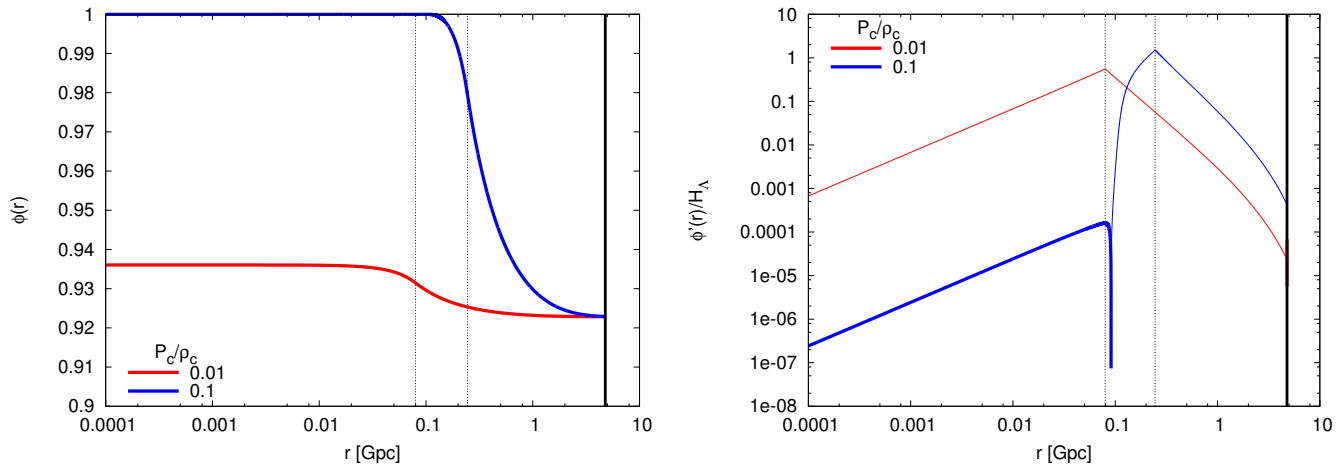 1
0.99
0.98
0.97
0.96
0.95
0.94
0.93
0.92
0.91
0.9
0.0001 0.001 0.01 0.1 1 10
ϕ(r)
r [Gpc]
P_c/ρ_c
0.01
0.1
10
1
0.1
0.01
0.001
0.0001
1e-05
1e-06
1e-07
1e-08
0.0001 0.001 0.01 0.1 1 10
ϕ'(r)/H_Λ
r [Gpc]
P_c/ρ_c
0.01
0.1